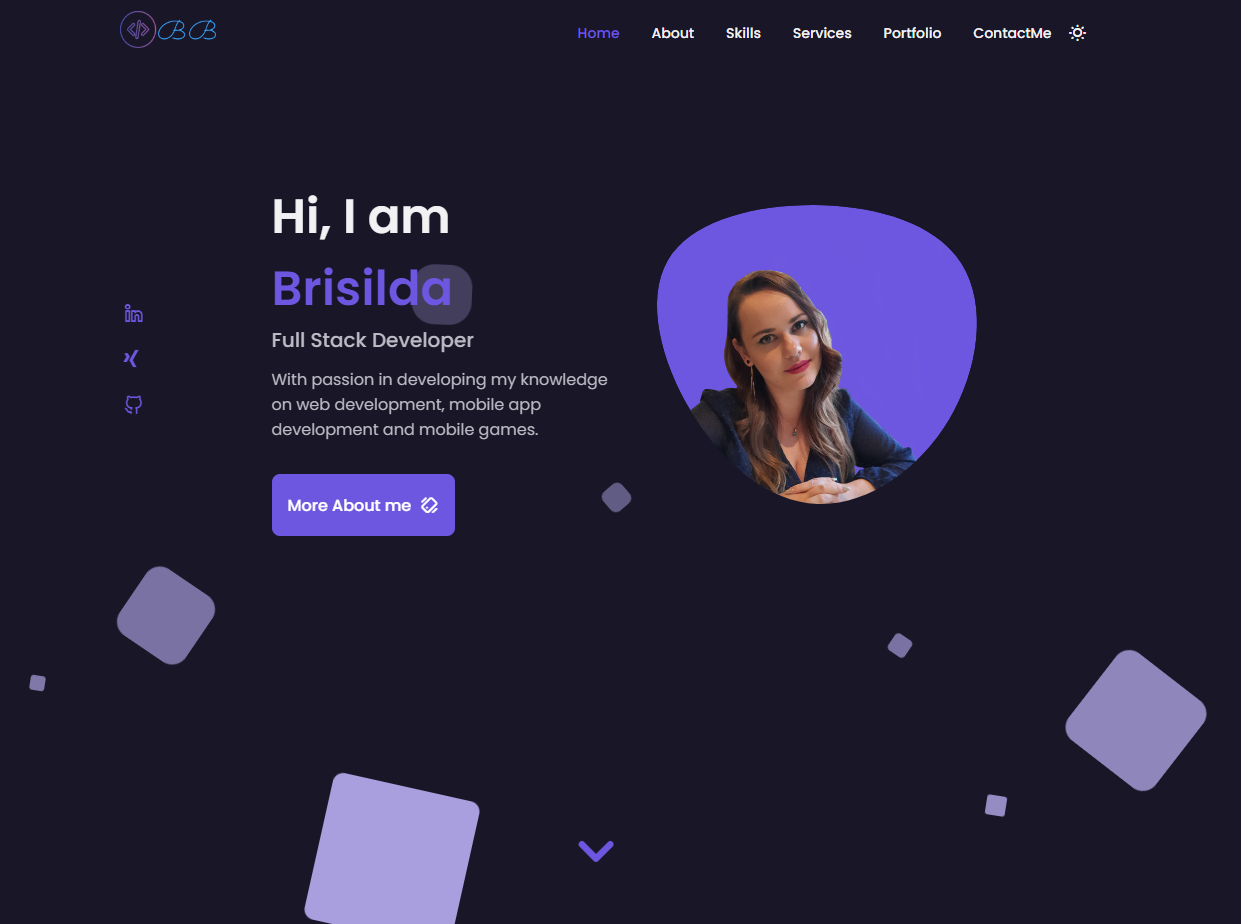 </> BB
Home About Skills Services Portfolio ContactMe
Hi, I am
Brisilda
Full Stack Developer
With passion in developing my knowledge
on web development, mobile app
development and mobile games.
More About me